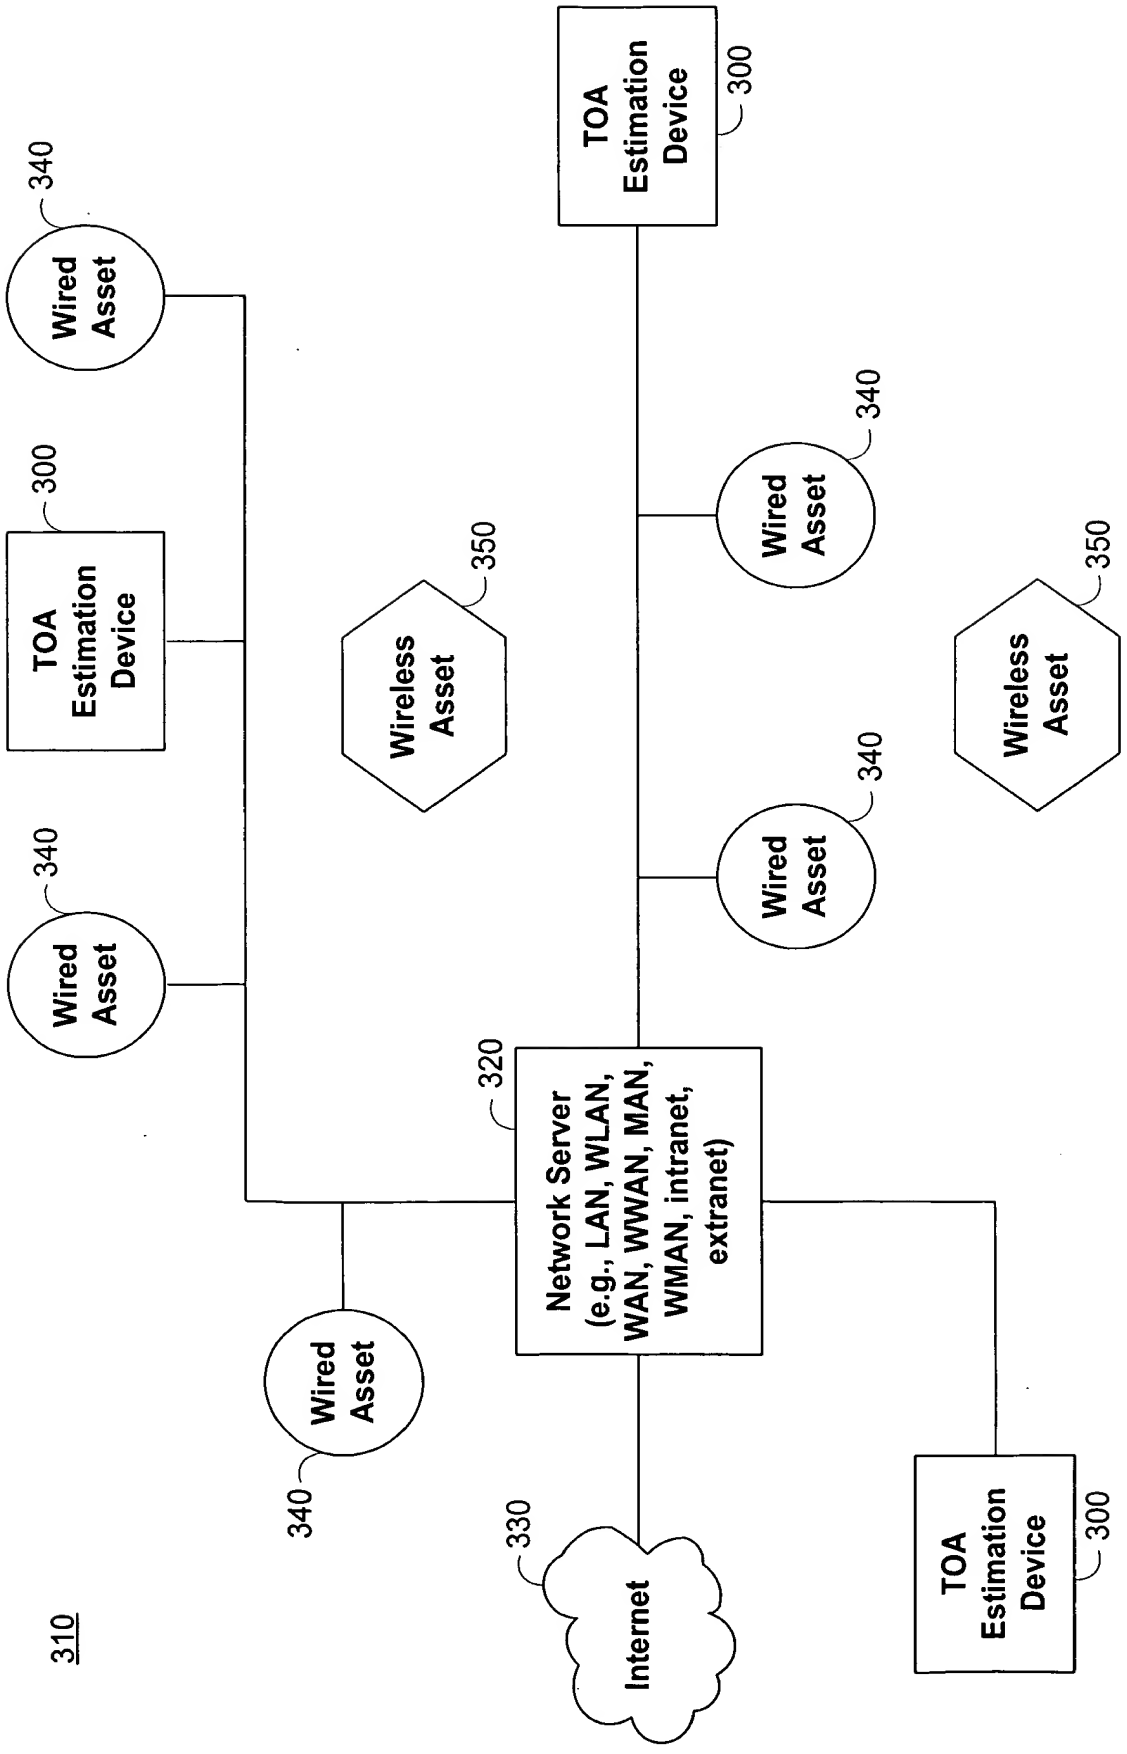 310
340
Wired
Asset
340
Wired
Asset
300
TOA
Estimation
Device
340
Wired
Asset
Wireless
Asset
350
330
Internet
320
Network Server
(e.g., LAN, WLAN,
WAN, WWAN, MAN,
WMAN, intranet,
extranet)
TOA
Estimation
Device
300
Wired
Asset
340
Wired
Asset
340
TOA
Estimation
Device
300
Wireless
Asset
350